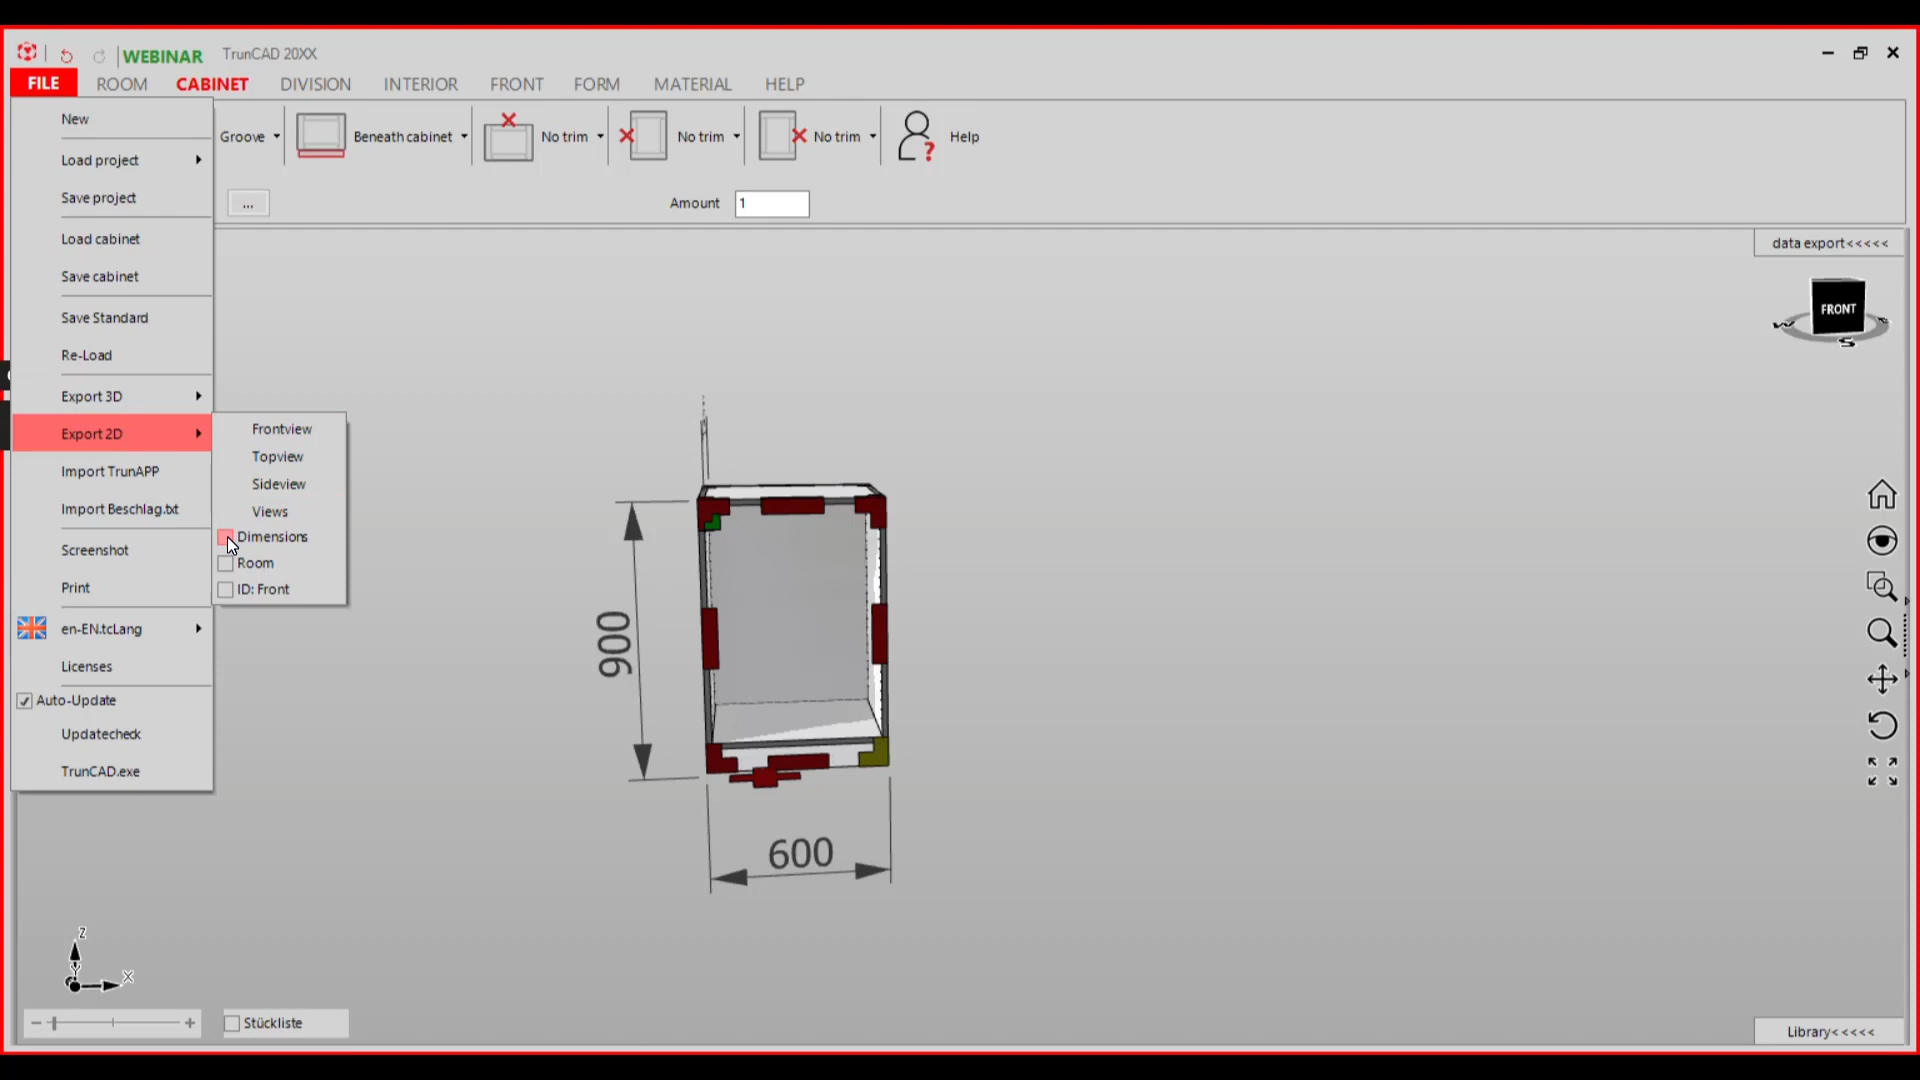 WEBINAR TrunCAD 20XX
FILE ROOM CABINET DIVISION INTERIOR FRONT FORM MATERIAL HELP
New
Groove Beneath cabinet No trim No trim No trim Help
Load project
Save project
... Amount 1
Load cabinet
data export<<<<<
Save cabinet
FRONT
S
Save Standard
Re-Load
Export 3D
Export 2D
Frontview
Topview
Sideview
Views
Dimensions
Room
ID: Front
Import TrunAPP
Import Beschlag.txt
Screenshot
Print
en-EN.tcLang
Licenses
Auto-Update
Updatecheck
TrunCAD.exe
900
600
Z
Y
X
Stückliste
Library<<<<<